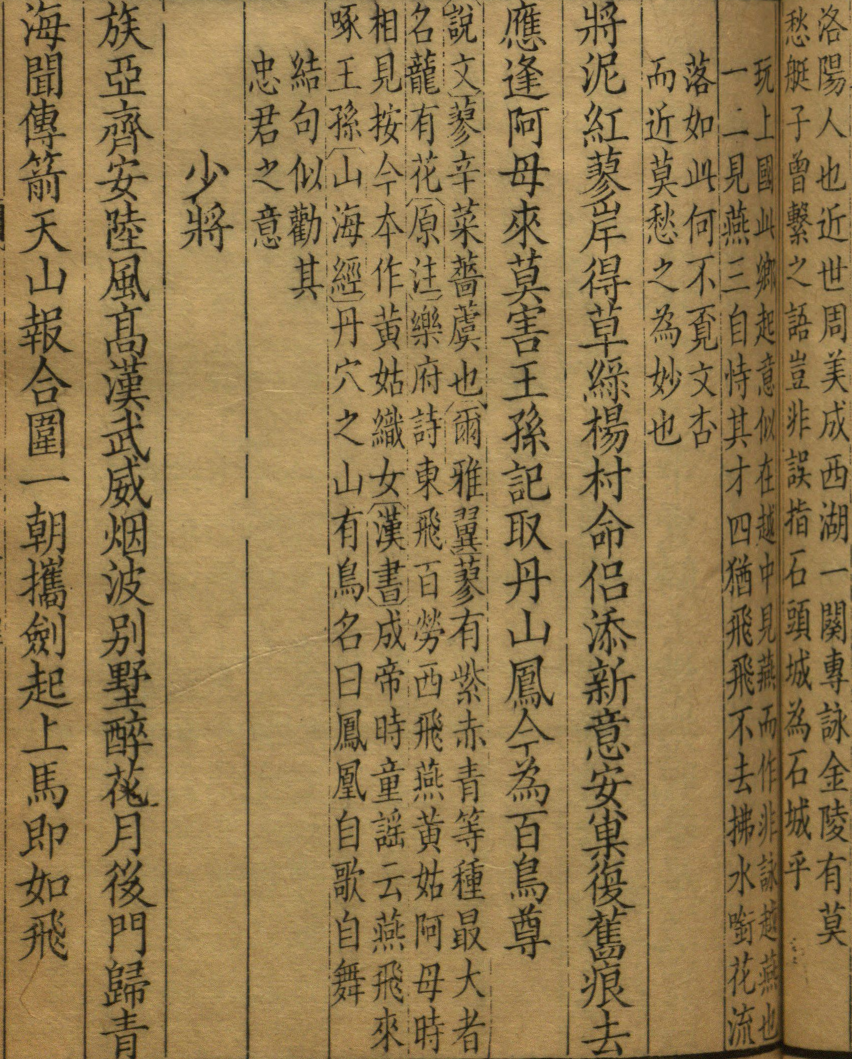 洛陽人也近世周美成西湖一闋專詠金陵有莫
愁艇子曾繫之語豈非誤指石頭城為石城乎
玩上國此鄉起意似在越中見燕而作非詠越燕也
一二見燕三自恃其才四猶飛飛不去拂水啣花流
落如此何不覔文杏
而近莫愁之為妙也
將泥紅蓼岸得草綠楊村命侶添新意安巢復舊痕去
應逢阿母來莫害王孫記取丹山鳳今為百鳥尊
說文蓼辛菜薔虞也爾雅翼蓼有紫赤青等種最大者
名龍有花原注樂府詩東飛百勞西飛燕黃姑阿母時
相見按今本作黃姑織女漢書成帝時童謠云燕飛來
啄王孫山海經丹穴之山有鳥名曰鳳凰自歌自舞
結句似勸其
忠君之意
少將
族亞齊安陸風高漢武威烟波别墅醉花月後門歸青
海聞傳箭天山報合圍一朝攜劍起上馬即如飛